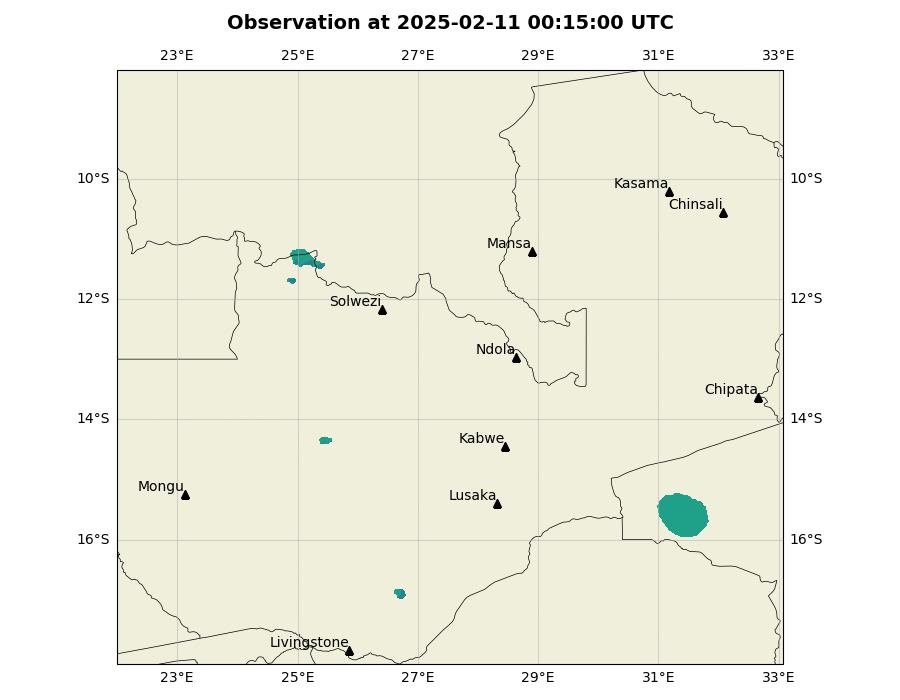 Observation at 2025-02-11 00:15:00 UTC
23°E 25°E 27°E 29°E 31°E 33°E
10°S 10°S
Kasama
Chinsali
Mansa
12°S 12°S
Solwezi
Ndola
Chipata
14°S 14°S
Kabwe
Mongu
Lusaka
16°S 16°S
Livingstone
23°E 25°E 27°E 29°E 31°E 33°E